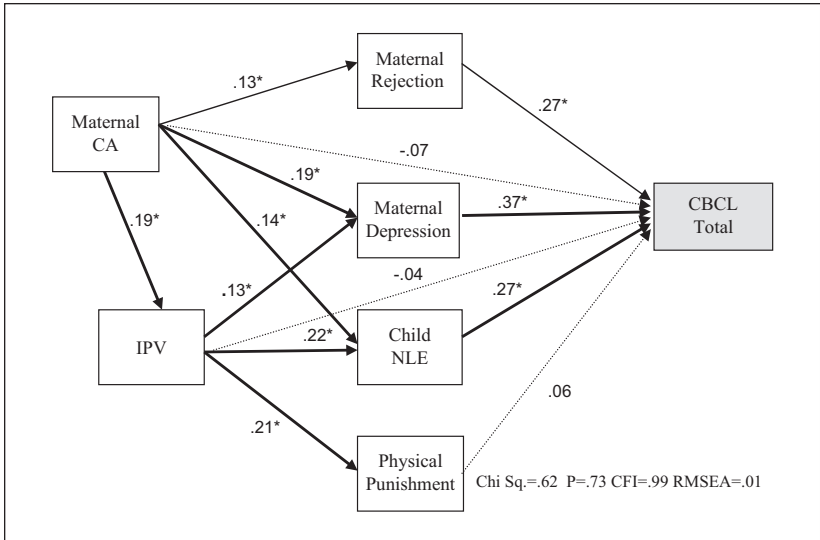 Maternal
Rejection
.13*
.27*
Maternal
CA
-.07
.19*
Maternal
Depression
.37*
CBCL
Total
.14*
.19*
-.04
.13*
.27*
IPV
.22*
Child
NLE
.06
.21*
Physical
Punishment
Chi Sq.=.62 P=.73 CFI=.99 RMSEA=.01